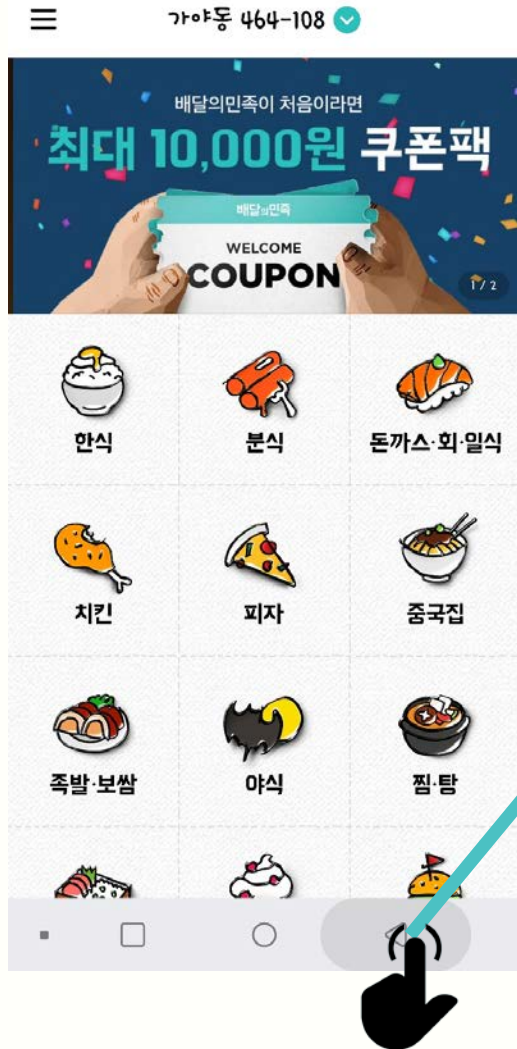 가야동 464-108
배달의민족이 처음이라면
최대 10,000원 쿠폰팩
배달의민족
WELCOME
COUPON
1/2
한식
분식
돈까스·회·일식
치킨
피자
중국집
족발·보쌈
야식
찜·탕